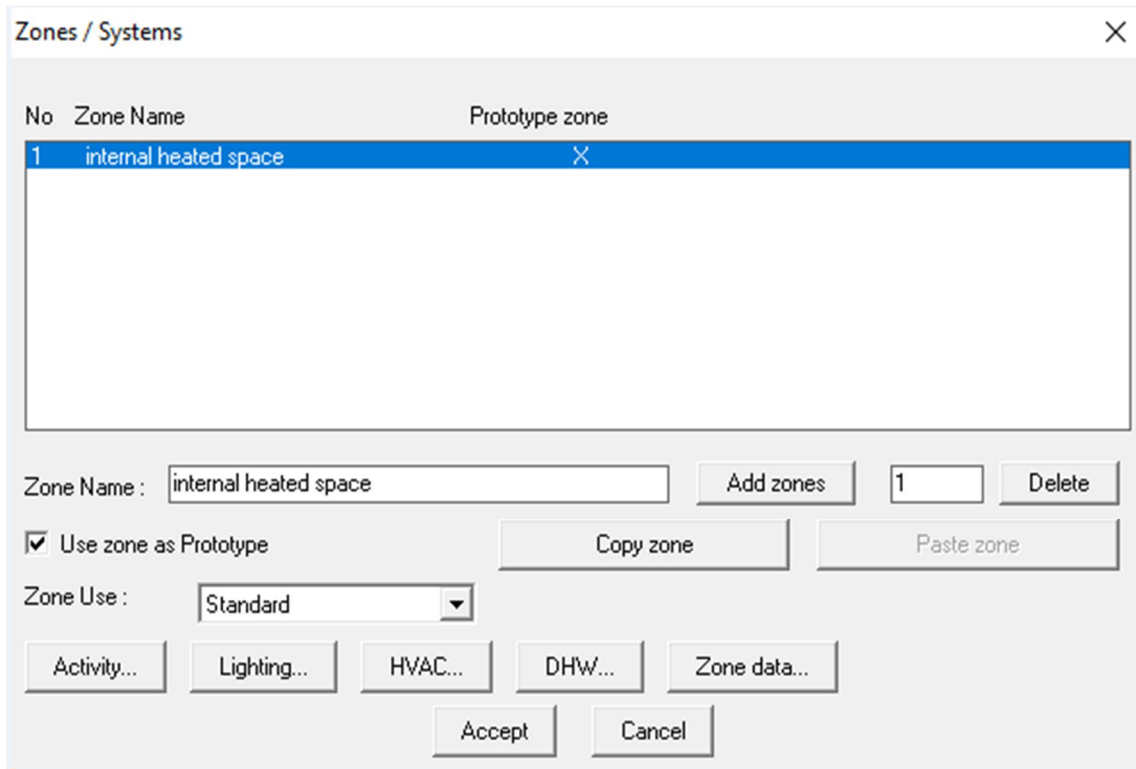 Zones / Systems
No Zone Name Prototype zone
1 internal heated space X
Zone Name : internal heated space Add zones 1 Delete
Use zone as Prototype Copy zone Paste zone
Zone Use : Standard
Activity... Lighting... HVAC... DHW... Zone data...
Accept Cancel